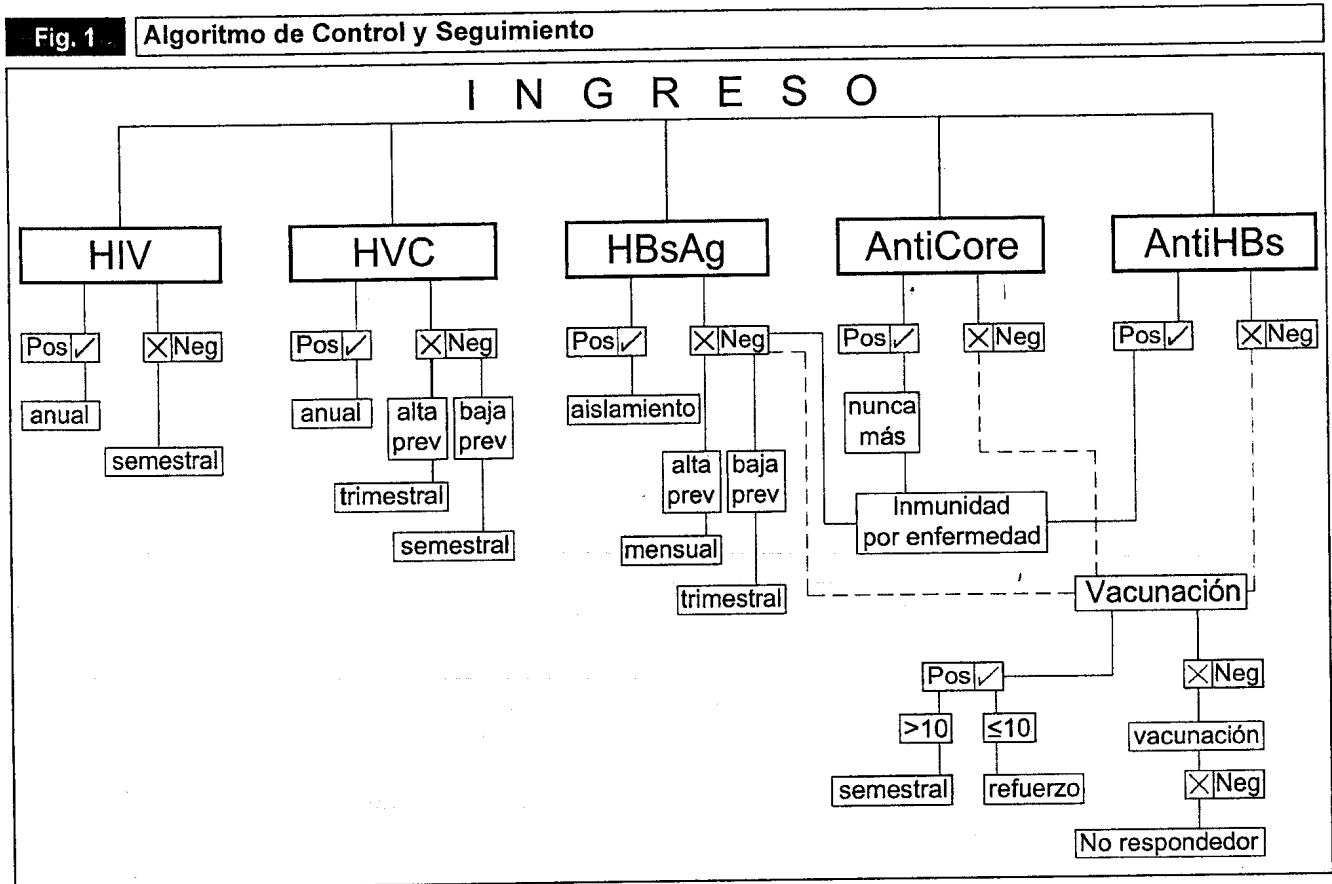 Fig. 1 Algoritmo de Control y Seguimiento
I N G R E S O
HIV HVC HBsAg AntiCore AntiHBs
Pos ✓ ☒ Neg Pos ✓ ☒ Neg Pos ✓ ☒ Neg Pos ✓ ☒ Neg Pos ✓ ☒ Neg
anual
semestral
anual
alta
prev
baja
prev
trimestral
semestral
aislamiento
alta
prev
baja
prev
mensual
trimestral
nunca
más
Inmunidad
por enfermedad
Vacunación
Pos ✓
>10 ≤10
semestral refuerzo
☒ Neg
vacunación
☒ Neg
No respondedor